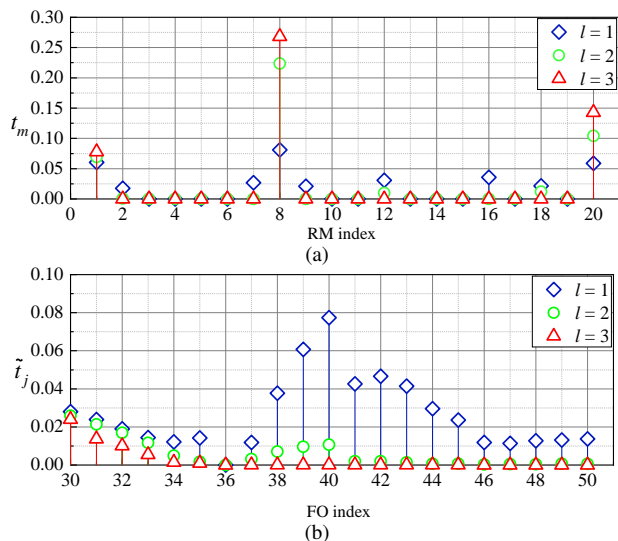 0.30
0.25
0.20
0.15
0.10
0.05
0.00
t_m
l = 1
l = 2
l = 3
0 2 4 6 8 10 12 14 16 18 20
RM index
(a)
0.10
0.08
0.06
0.04
0.02
0.00
t̃_j
l = 1
l = 2
l = 3
30 32 34 36 38 40 42 44 46 48 50
FO index
(b)